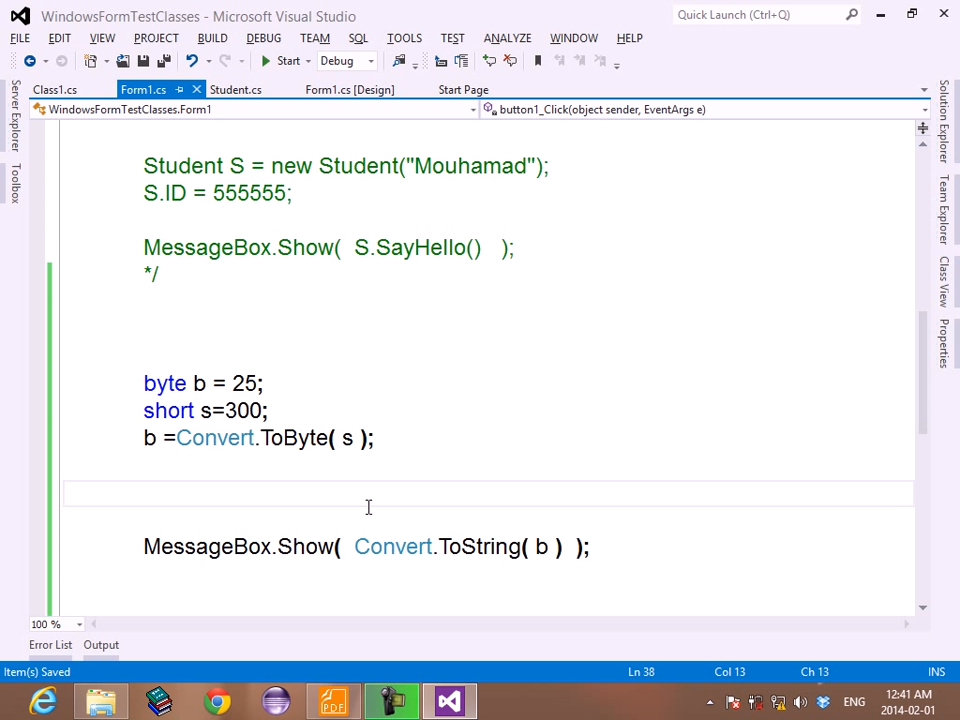 WindowsFormTestClasses - Microsoft Visual Studio
Quick Launch (Ctrl+Q)
FILE EDIT VIEW PROJECT BUILD DEBUG TEAM SQL TOOLS TEST ANALYZE WINDOW HELP
Start Debug
Class1.cs Form1.cs Student.cs Form1.cs [Design] Start Page
WindowsFormTestClasses.Form1 button1_Click(object sender, EventArgs e)
Server Explorer
Toolbox
Solution Explorer
Team Explorer
Class View
Properties
Student S = new Student("Mouhamad");
S.ID = 555555;
MessageBox.Show(  S.SayHello()   );
*/
byte b = 25;
short s=300;
b =Convert.ToByte( s );
MessageBox.Show(  Convert.ToString( b )  );
100 %
Error List Output
Item(s) Saved Ln 38 Col 13 Ch 13 INS
PDF
ENG
12:41 AM
2014-02-01